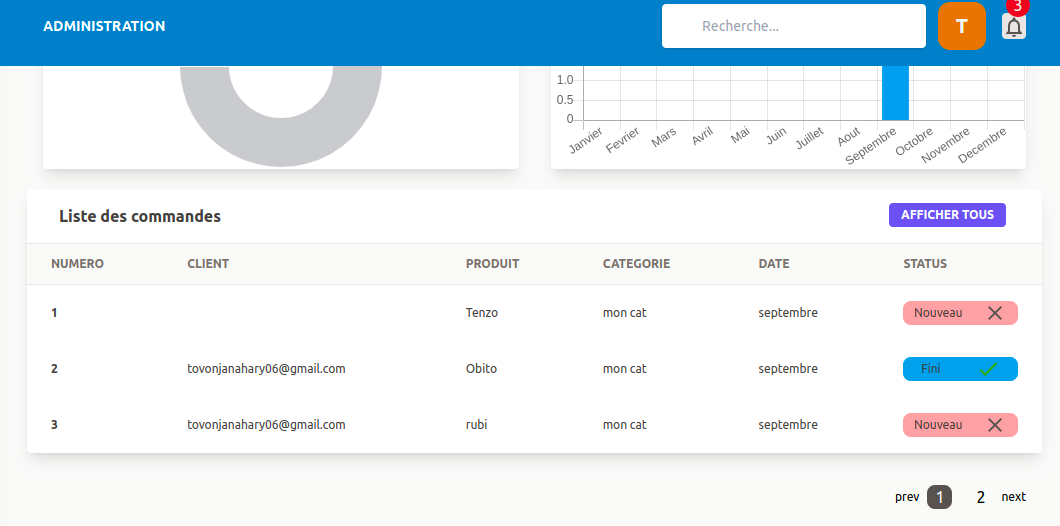 ADMINISTRATION
Recherche...
T
3
1.0
0.5
0
Janvier Fevrier Mars Avril Mai Juin Juillet Aout Septembre Octobre Novembre Decembre
Liste des commandes
AFFICHER TOUS
NUMERO CLIENT PRODUIT CATEGORIE DATE STATUS
1 Tenzo mon cat septembre Nouveau
2 tovonjanahary06@gmail.com Obito mon cat septembre Fini
3 tovonjanahary06@gmail.com rubi mon cat septembre Nouveau
prev 1 2 next